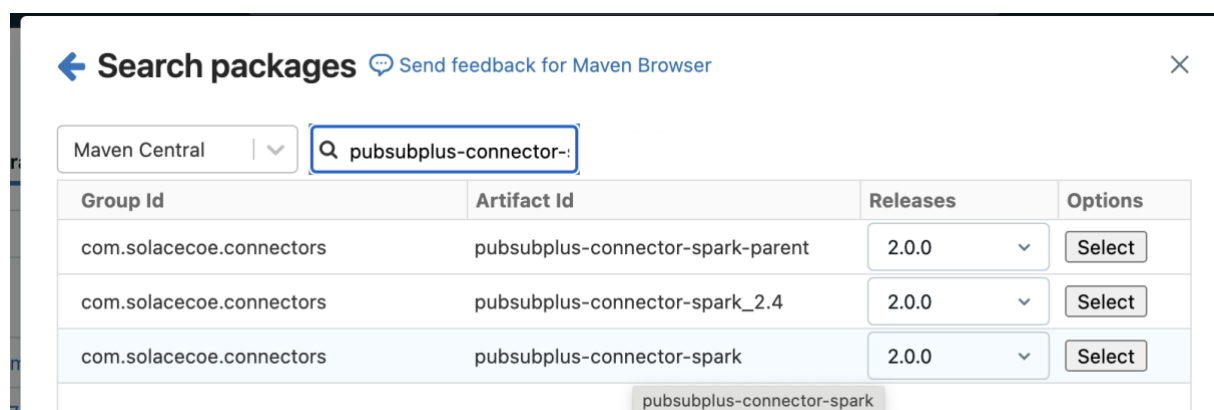 Search packages Send feedback for Maven Browser
Maven Central pubsubplus-connector-
Group Id Artifact Id Releases Options
com.solacecoe.connectors pubsubplus-connector-spark-parent 2.0.0 Select
com.solacecoe.connectors pubsubplus-connector-spark_2.4 2.0.0 Select
com.solacecoe.connectors pubsubplus-connector-spark 2.0.0 Select
pubsubplus-connector-spark